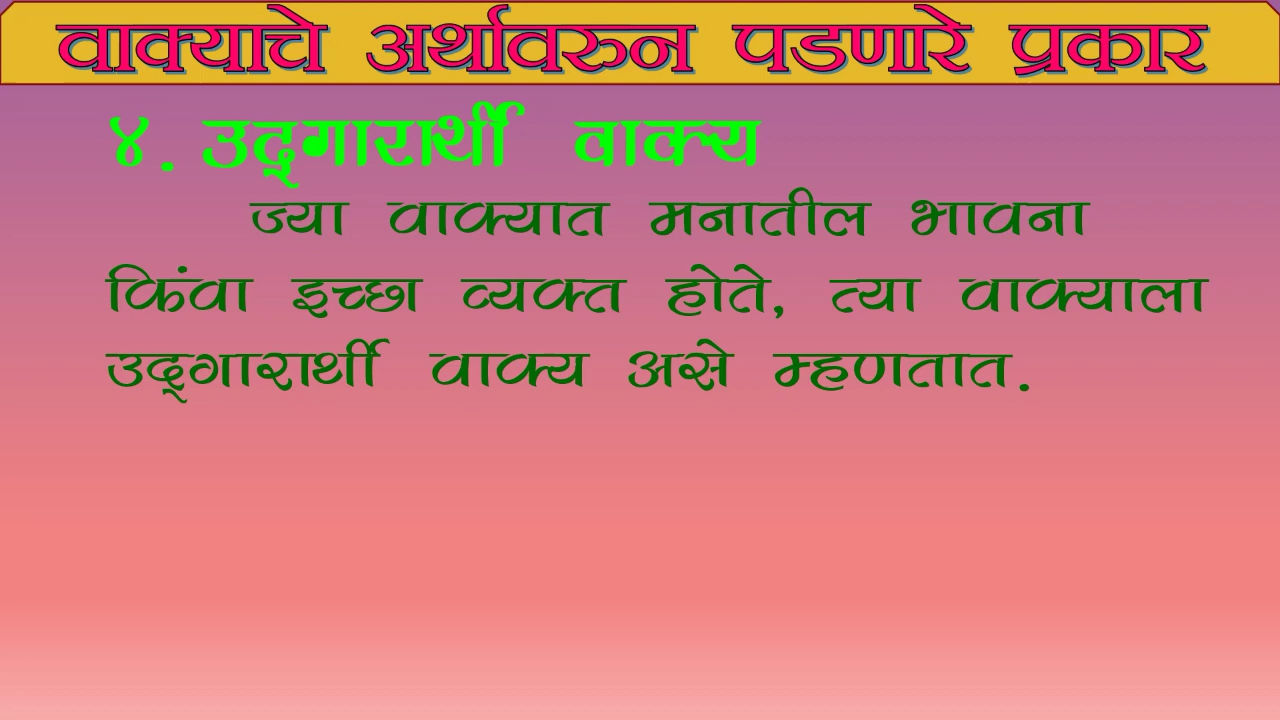 वाक्याचे अर्थावरुन पडणारे प्रकार
४. उद्‌गारार्थी वाक्य
ज्या वाक्यात मनातील भावना
किंवा इच्छा व्यक्त होते, त्या वाक्याला
उद्‌गारार्थी वाक्य असे म्हणतात.